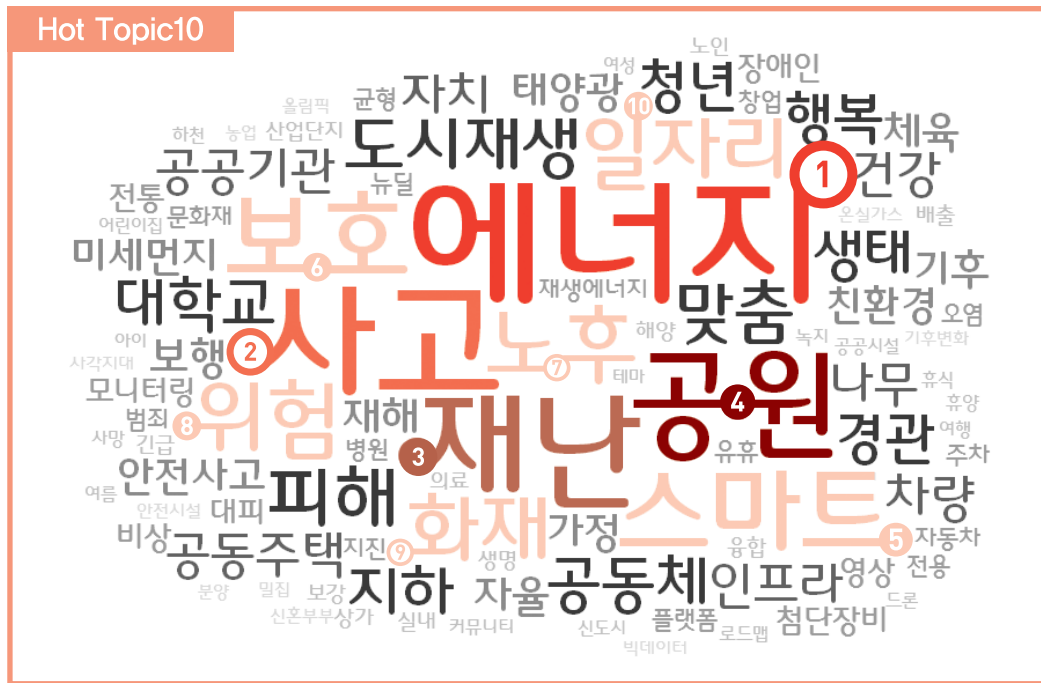 Hot Topic10
노인
여성 청년 장애인
올림픽 균형 자치 태양광 10 창업 행복
하천 농업 산업단지 도시재생 일자리 체육
공공기관 뉴딜 1 건강
전통 문화재 보호 에너지 온실가스 배출
어린이집
미세먼지 6 생태 기후
대학교 사고 재생에너지 맞춤 친환경 오염
아이 보행 2 노후 해양 녹지 공공시설 기후변화
사각지대 7 테마
모니터링 공원 4 나무 휴식
범죄 8 위험 재해 재난 휴양
사망 긴급 병원 3 유휴 경관 여행
주차
안전사고 피해 의료 스마트 차량
여름 안전시설 대피 화재 가정
비상 공동주택 지진 9 생명 융합 5 자동차
지하 자율 공동체 인프라 영상 전용
분양 밀집 보강 드론
신혼부부 상가 실내 커뮤니티 신도시 플랫폼 로드맵 첨단장비
빅데이터